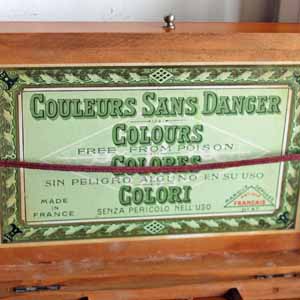 COULEURS SANS DANGER
COLOURS
FREE FROM POISON
COLORES
SIN PELIGRO ALGUNO EN SU USO
COLORI
SENZA PERICOLO NELL'USO
MADE IN
FRANCE
FRANÇAIS